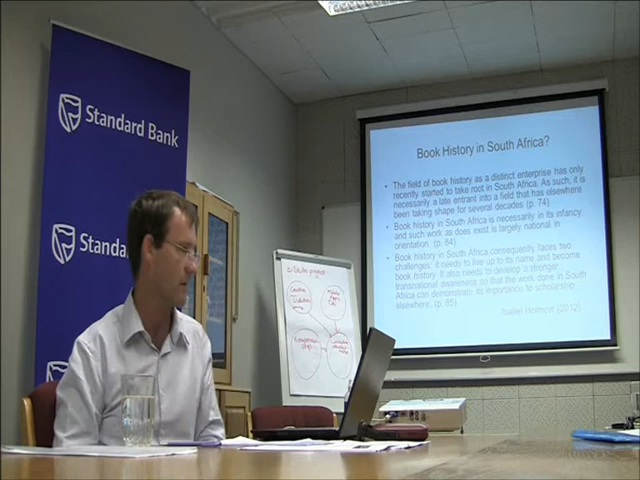 Standard Bank
Standa
Book History in South Africa?
• The field of book history as a distinct enterprise has only
recently started to take root in South Africa. As such, it is
necessarily a late entrant into a field that has elsewhere
been taking shape for several decades (p. 74)
• Book history in South Africa is necessarily in its infancy
and such work as does exist is largely national in
orientation. (p. 84)
• Book history in South Africa consequently faces two
challenges: it needs to live up to its name and become
book history. It also needs to develop a stronger
transnational awareness so that the work done in South
Africa can demonstrate its importance to scholarship
elsewhere. (p. 85)
Isabel Hofmeyr (2012)